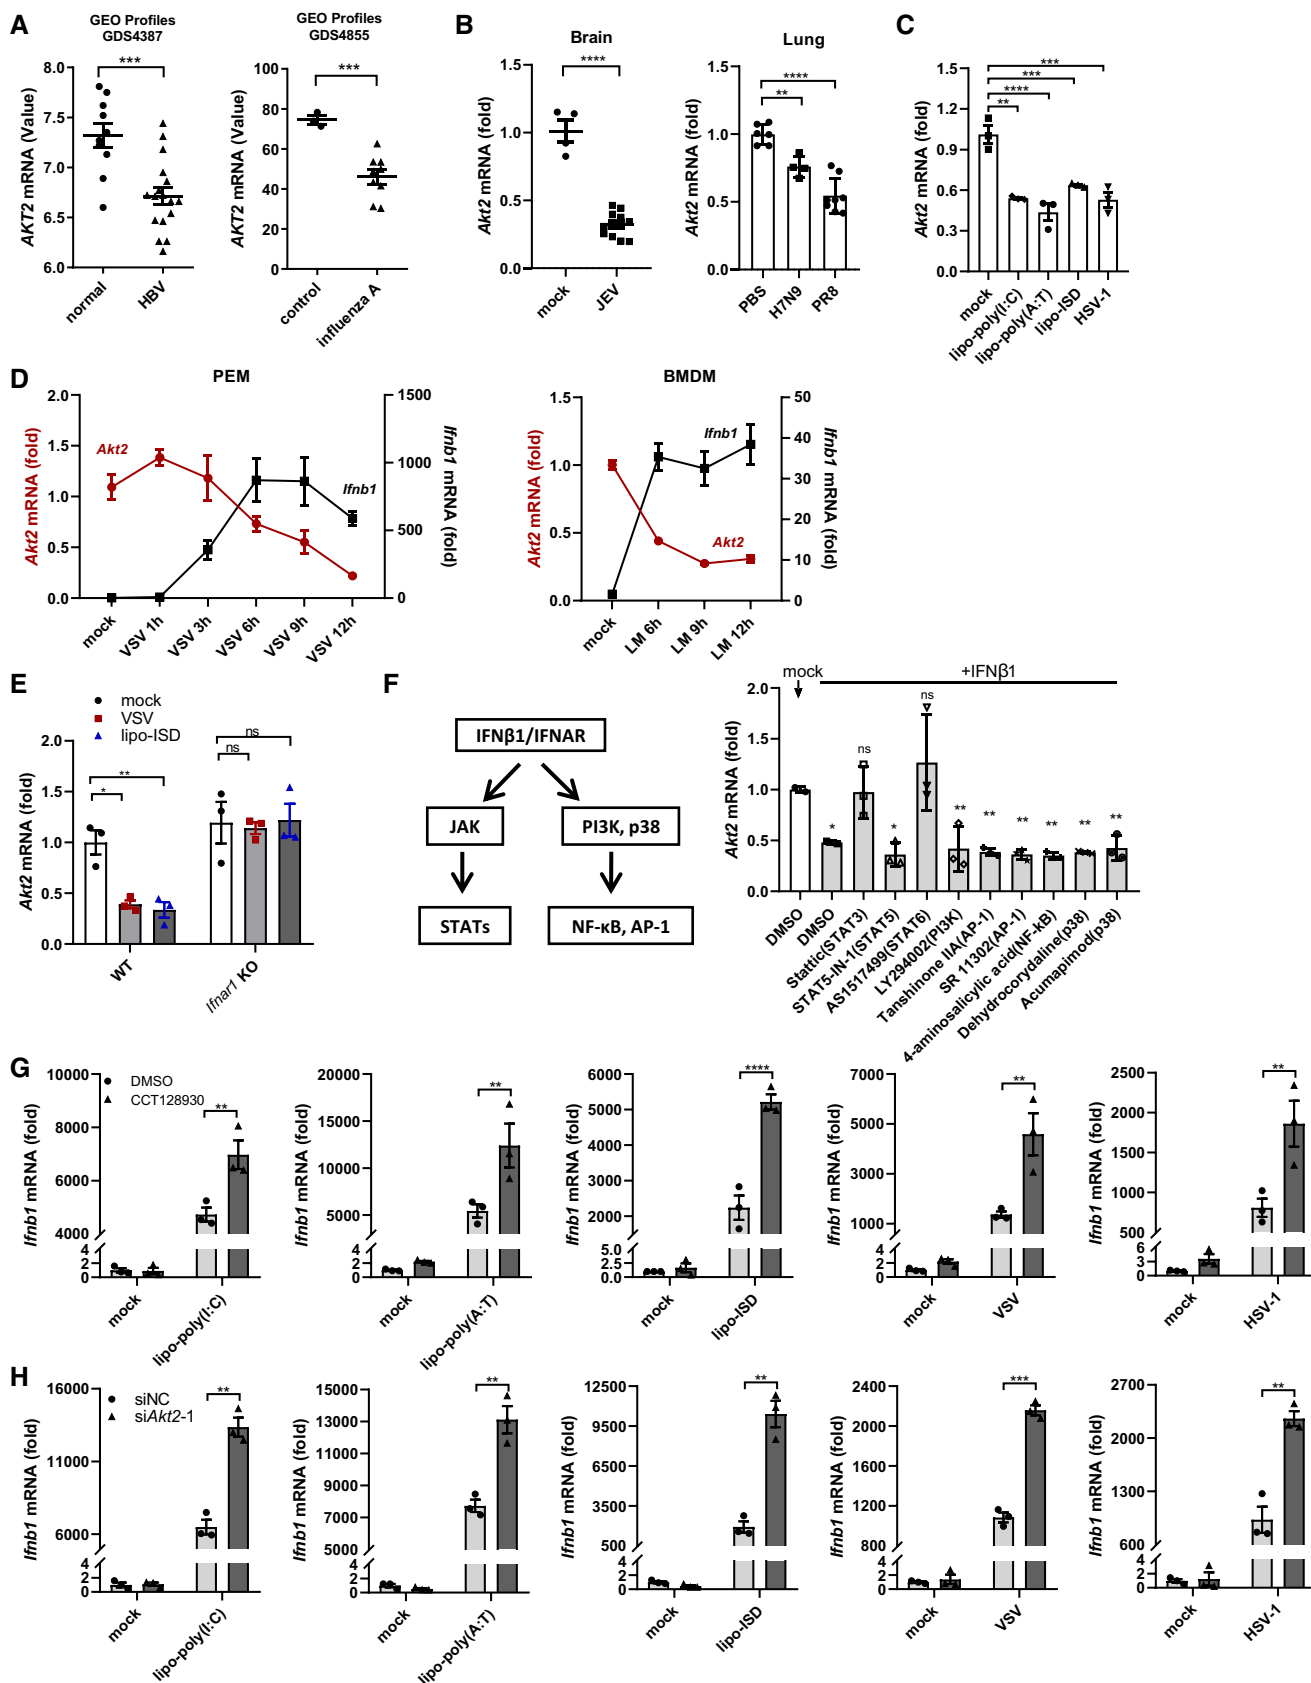 A
GEO Profiles
GDS4387
***
AKT2 mRNA (Value)
8.0
7.5
7.0
6.5
6.0
normal
HBV
GEO Profiles
GDS4855
***
AKT2 mRNA (Value)
100
80
60
40
20
0
control
influenza A
B
Brain
****
Akt2 mRNA (fold)
1.5
1.0
0.5
0.0
mock
JEV
Lung
****
**
Akt2 mRNA (fold)
1.5
1.0
0.5
0.0
PBS
H7N9
PR8
C
***
***
****
**
Akt2 mRNA (fold)
1.5
1.2
0.9
0.6
0.3
0.0
mock
lipo-poly(I:C)
lipo-poly(A:T)
lipo-ISD
HSV-1
D
PEM
Akt2 mRNA (fold)
2.0
1.5
1.0
0.5
0.0
Akt2
Ifnb1
1500
1000
500
0
Ifnb1 mRNA (fold)
mock
VSV 1h
VSV 3h
VSV 6h
VSV 9h
VSV 12h
BMDM
Akt2 mRNA (fold)
1.5
1.0
0.5
0.0
Ifnb1
Akt2
50
40
30
20
10
0
Ifnb1 mRNA (fold)
mock
LM 6h
LM 9h
LM 12h
E
mock
VSV
lipo-ISD
Akt2 mRNA (fold)
2.0
1.5
1.0
0.5
0.0
**
*
ns
ns
WT
Ifnar1 KO
F
IFNβ1/IFNAR
JAK
PI3K, p38
STATs
NF-κB, AP-1
mock
+IFNβ1
Akt2 mRNA (fold)
2.0
1.5
1.0
0.5
0.0
*
ns
*
ns
**
**
**
**
**
**
DMSO
DMSO
Stattic(STAT3)
STAT5-IN-1(STAT5)
AS1517499(STAT6)
LY294002(PI3K)
Tanshinone IIA(AP-1)
SR 11302(AP-1)
4-aminosalicylic acid(NF-kB)
Dehydrocorydaline(p38)
Acumapimod(p38)
G
DMSO
CCT128930
Ifnb1 mRNA (fold)
10000
8000
6000
4000
4
2
0
**
mock
lipo-poly(I:C)
Ifnb1 mRNA (fold)
20000
15000
10000
5000
4
2
0
**
mock
lipo-poly(A:T)
Ifnb1 mRNA (fold)
6000
5000
4000
3000
2000
5.0
2.5
0.0
****
mock
lipo-ISD
Ifnb1 mRNA (fold)
7000
5000
3000
1000
4
2
0
**
mock
VSV
Ifnb1 mRNA (fold)
2500
2000
1500
1000
500
6
3
0
**
mock
HSV-1
H
siNC
siAkt2-1
Ifnb1 mRNA (fold)
16000
11000
6000
4
2
0
**
mock
lipo-poly(I:C)
Ifnb1 mRNA (fold)
15000
13000
11000
9000
7000
5000
4
2
0
**
mock
lipo-poly(A:T)
Ifnb1 mRNA (fold)
12500
9500
6500
3500
500
4
2
0
**
mock
lipo-ISD
Ifnb1 mRNA (fold)
2400
2000
1600
1200
800
4
2
0
***
mock
VSV
Ifnb1 mRNA (fold)
2700
2000
1300
600
4
2
0
**
mock
HSV-1